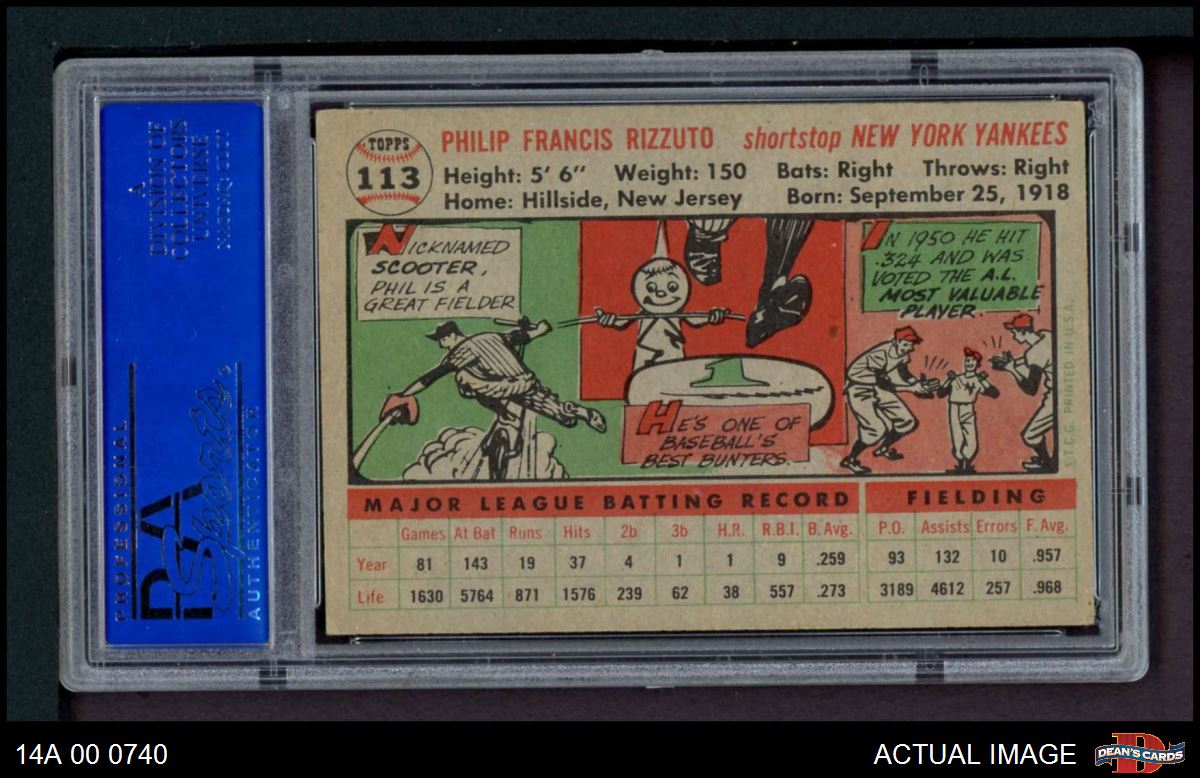 A
DIVISION OF
COLLECTORS
UNIVERSE
NASDAQ: CLCT
PROFESSIONAL
PSA
Sports
AUTHENTICATOR
TOPPS
113
PHILIP FRANCIS RIZZUTO shortstop NEW YORK YANKEES
Height: 5' 6" Weight: 150 Bats: Right Throws: Right
Home: Hillside, New Jersey Born: September 25, 1918
NICKNAMED
SCOOTER,
PHIL IS A
GREAT FIELDER
1
HE'S ONE OF
BASEBALL'S
BEST BUNTERS.
IN 1950 HE HIT
.324 AND WAS
VOTED THE A.L.
MOST VALUABLE
PLAYER.
©T.C.G. PRINTED IN U.S.A.
MAJOR LEAGUE BATTING RECORD FIELDING
Games At Bat Runs Hits 2b 3b H.R. R.B.I. B. Avg. P.O. Assists Errors F. Avg.
Year 81 143 19 37 4 1 1 9 .259 93 132 10 .957
Life 1630 5764 871 1576 239 62 38 557 .273 3189 4612 257 .968
14A 00 0740
ACTUAL IMAGE
DEAN'S CARDS